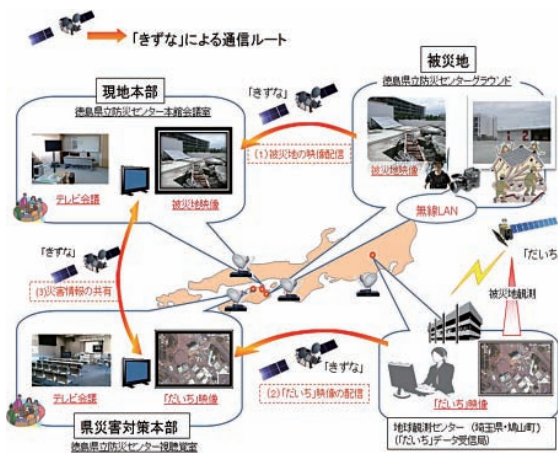 「きずな」による通信ルート
現地本部
徳島県立防災センター本館会議室
テレビ会議
被災地映像
「きずな」
(1)被災地の映像配信
被災地
徳島県立防災センターグラウンド
被災地映像
無線LAN
「だいち」
被災地観測
「きずな」
(3)災害情報の共有
テレビ会議
「だいち」映像
県災害対策本部
徳島県立防災センター視聴覚室
「きずな」
(2)「だいち」映像の配信
「だいち」映像
地球観測センター (埼玉県・鳩山町)
(「だいち」データ受信局)